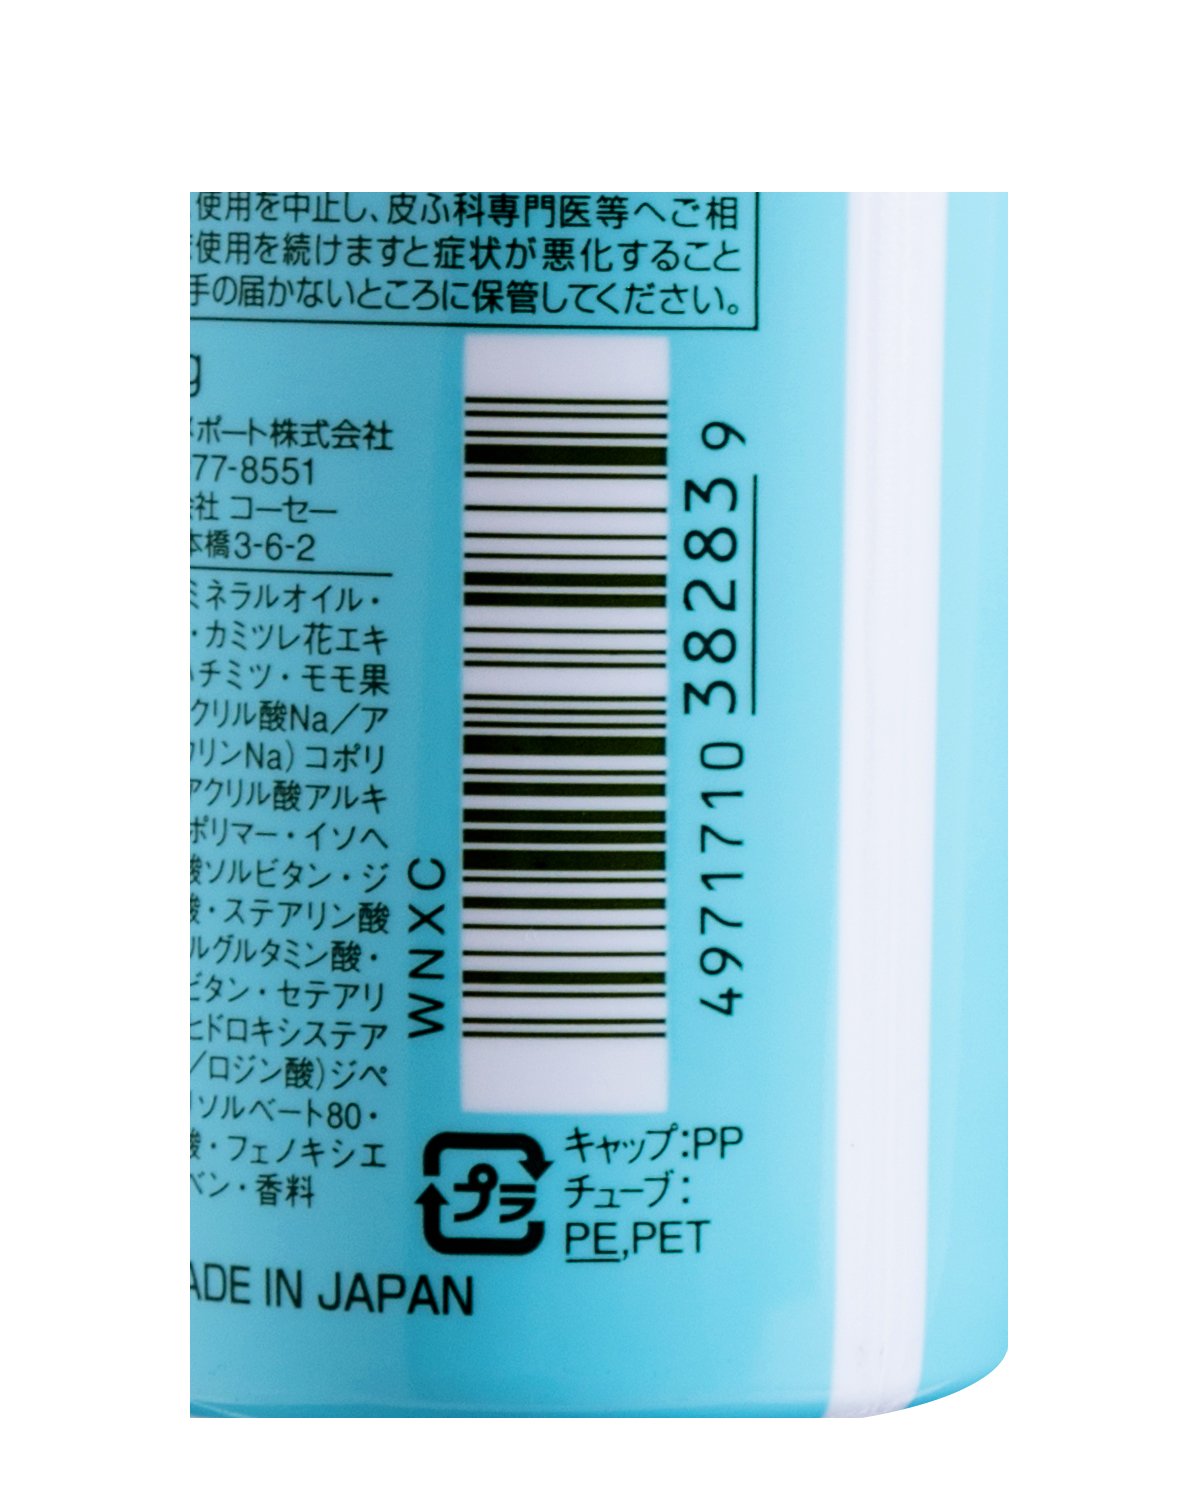 使用を中止し、皮ふ科専門医等へご相
使用を続けますと症状が悪化すること
手の届かないところに保管してください。
g
ポート株式会社
77-8551
社 コーセー
本橋3-6-2
ミネラルオイル・
・カミツレ花エキ
ハチミツ・モモ果
クリル酸Na／ア
リンNa) コポリ
アクリル酸アルキ
ポリマー・イソヘ
酸ソルビタン・ジ
酸・ステアリン酸
ルグルタミン酸・
ビタン・セテアリ
ヒドロキシステア
／ロジン酸)ジペ
ソルベート80・
酸・フェノキシエ
ベン・香料
ADE IN JAPAN
WNXC
4971710 382839
プラ
キャップ:PP
チューブ:
PE,PET